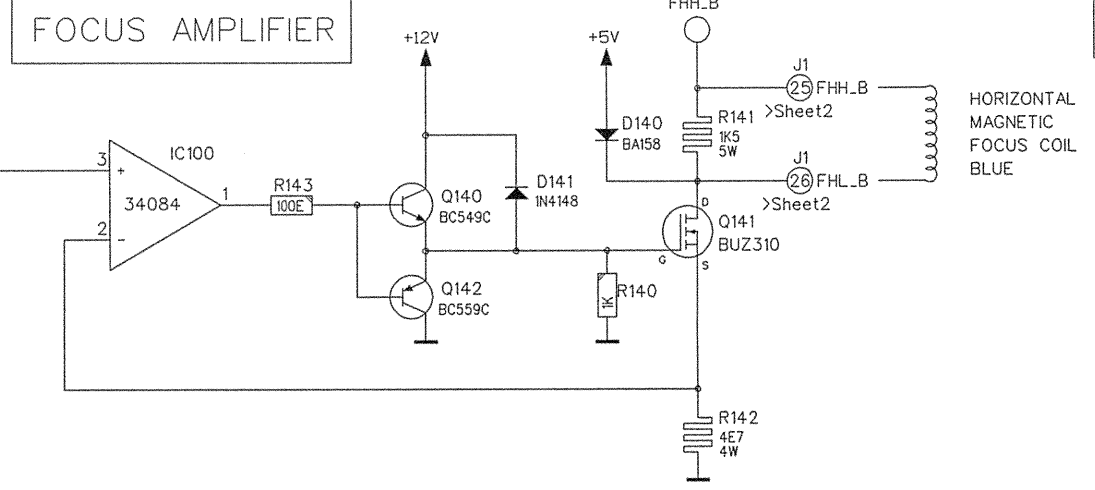 FOCUS AMPLIFIER
FHH_B
+12V
+5V
J1
25 FHH_B
>Sheet2
R141
1K5
5W
D140
BA158
HORIZONTAL
MAGNETIC
FOCUS COIL
BLUE
J1
26 FHL_B
>Sheet2
IC100
3
+
34084
1
2
-
R143
100E
Q140
BC549C
D141
1N4148
D
Q141
BUZ310
G
S
Q142
BC559C
R140
1K
R142
4E7
4W